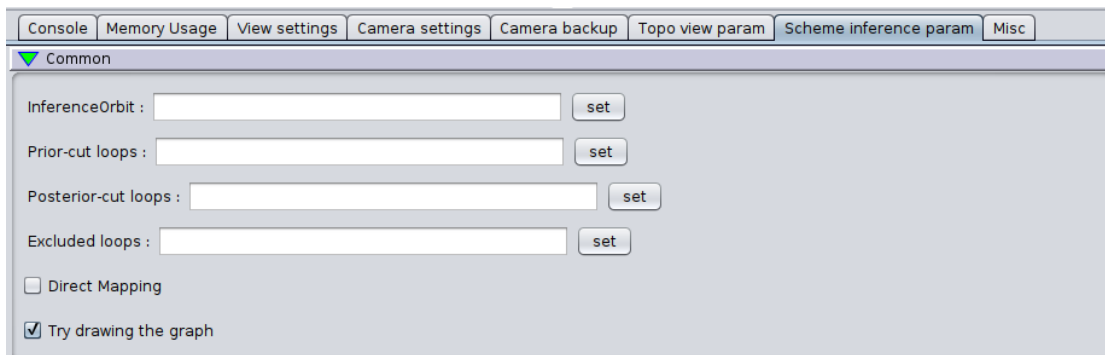 Console Memory Usage View settings Camera settings Camera backup Topo view param Scheme inference param Misc
Common
InferenceOrbit : set
Prior-cut loops : set
Posterior-cut loops : set
Excluded loops : set
Direct Mapping
Try drawing the graph